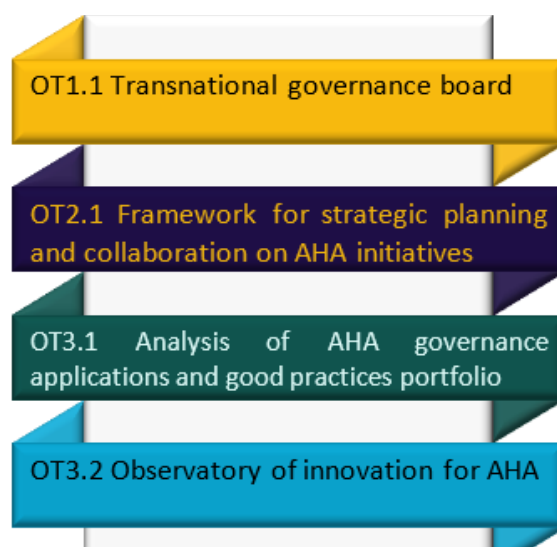 OT1.1 Transnational governance board
OT2.1 Framework for strategic planning
and collaboration on AHA initiatives
OT3.1 Analysis of AHA governance
applications and good practices portfolio
OT3.2 Observatory of innovation for AHA